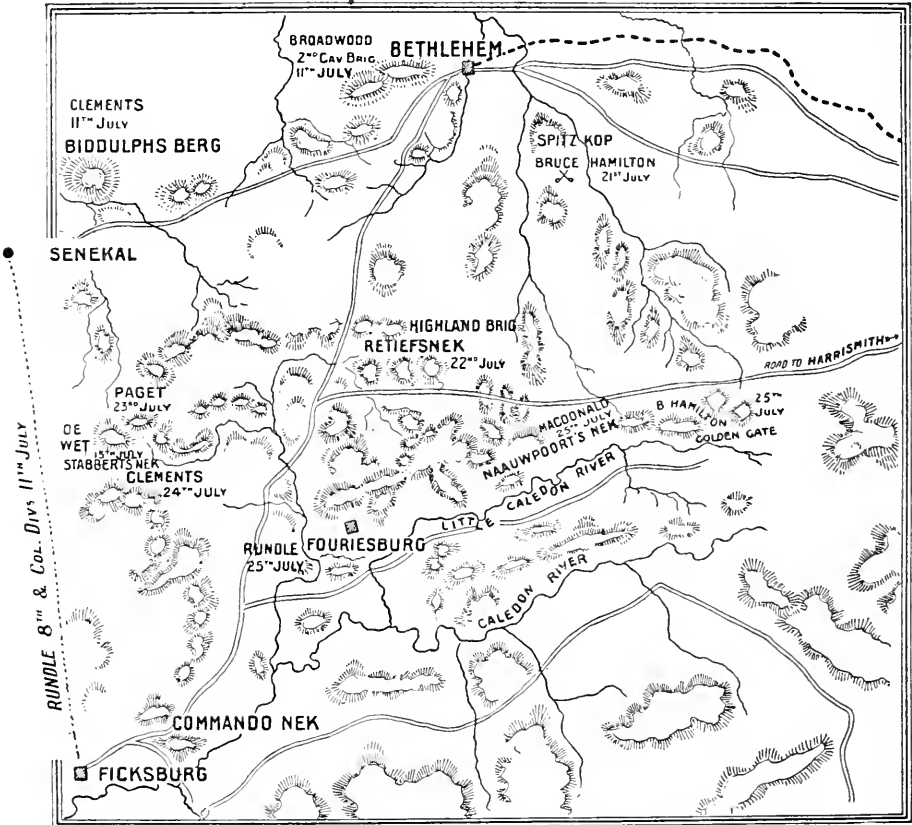 BROADWOOD
2ND CAV BRIG.
11TH JULY
BETHLEHEM
CLEMENTS
11TH JULY
BIDDULPHS BERG
SPITZ KOP
BRUCE HAMILTON
21ST JULY
SENEKAL
HIGHLAND BRIG
RETIEFSNEK
22ND JULY
ROAD TO HARRISMITH
PAGET
23RD JULY
DE
WET
15TH JULY
STABBERTS NEK
CLEMENTS
24TH JULY
MACDONALD
25TH JULY
NAAUWPOORT'S NEK
B HAMILTON
25TH
JULY
GOLDEN GATE
LITTLE CALEDON RIVER
RUNDLE
25TH JULY
FOURIESBURG
CALEDON RIVER
RUNDLE 8TH & COL. DIVS 11TH JULY
COMMANDO NEK
FICKSBURG